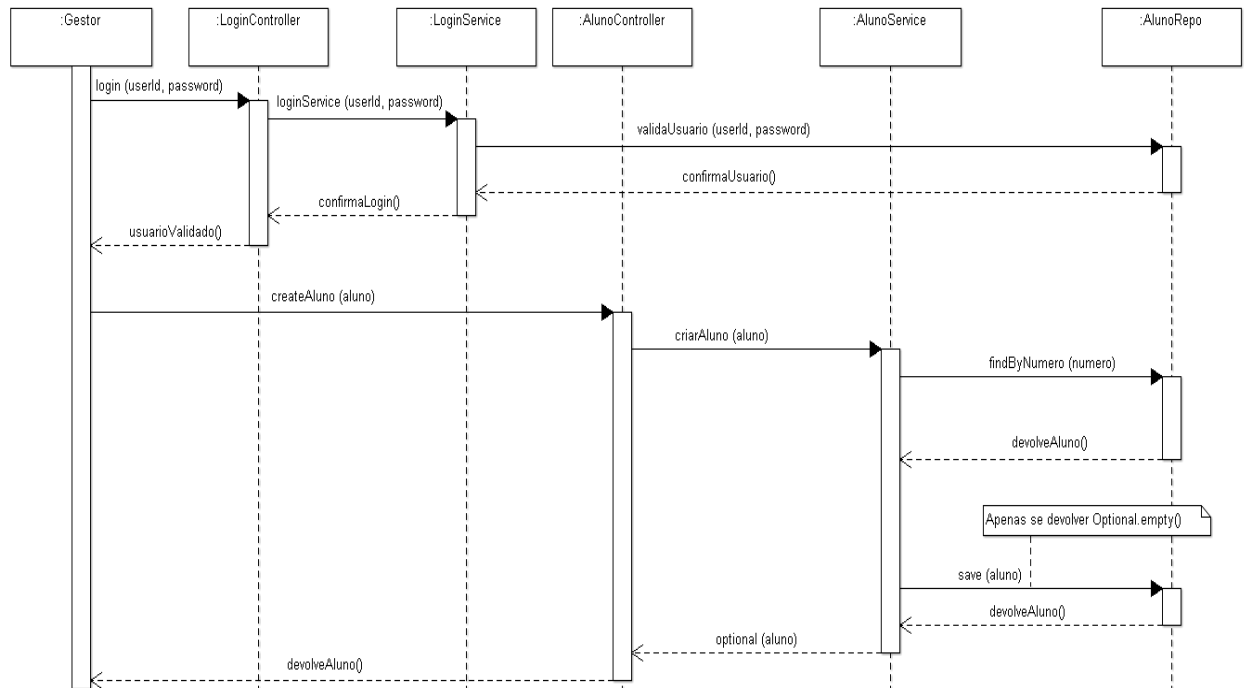 :Gestor
:LoginController
:LoginService
:AlunoController
:AlunoService
:AlunoRepo
login (userId, password)
loginService (userId, password)
validaUsuario (userId, password)
confirmaUsuario()
confirmaLogin()
usuarioValidado()
createAluno (aluno)
criarAluno (aluno)
findByNumero (numero)
devolveAluno()
Apenas se devolver Optional.empty()
save (aluno)
devolveAluno()
optional (aluno)
devolveAluno()